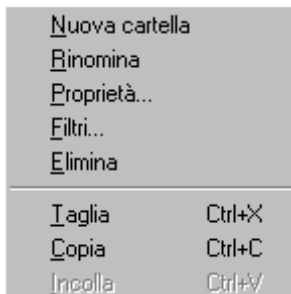 Nuova cartella
Rinomina
Proprietà...
Filtri...
Elimina
Taglia Ctrl+X
Copia Ctrl+C
Incolla Ctrl+V